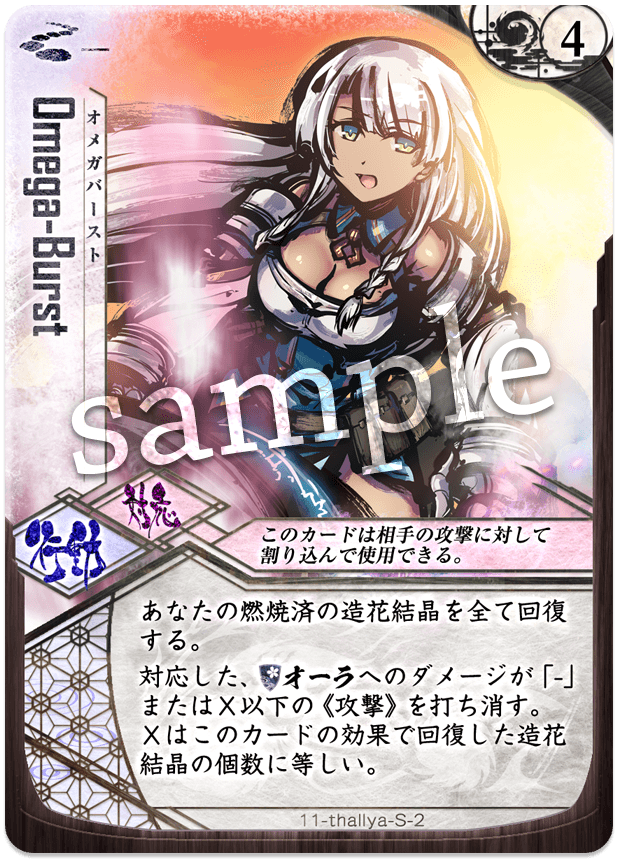 4
Omega-Burst
オメガバースト
sample
対応
行動
このカードは相手の攻撃に対して
割り込んで使用できる。
あなたの燃焼済の造花結晶を全て回復
する。
対応した、オーラへのダメージが「-」
またはX以下の《攻撃》を打ち消す。
Xはこのカードの効果で回復した造花
結晶の個数に等しい。
11-thallya-S-2